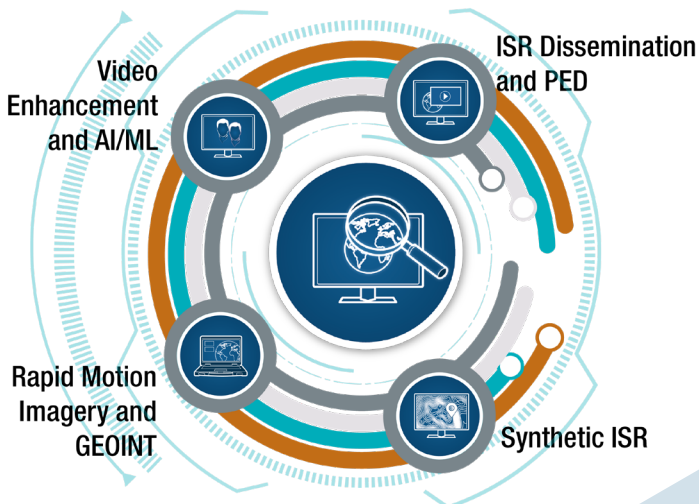 Video
Enhancement
and AI/ML
ISR Dissemination
and PED
Rapid Motion
Imagery and
GEOINT
Synthetic ISR